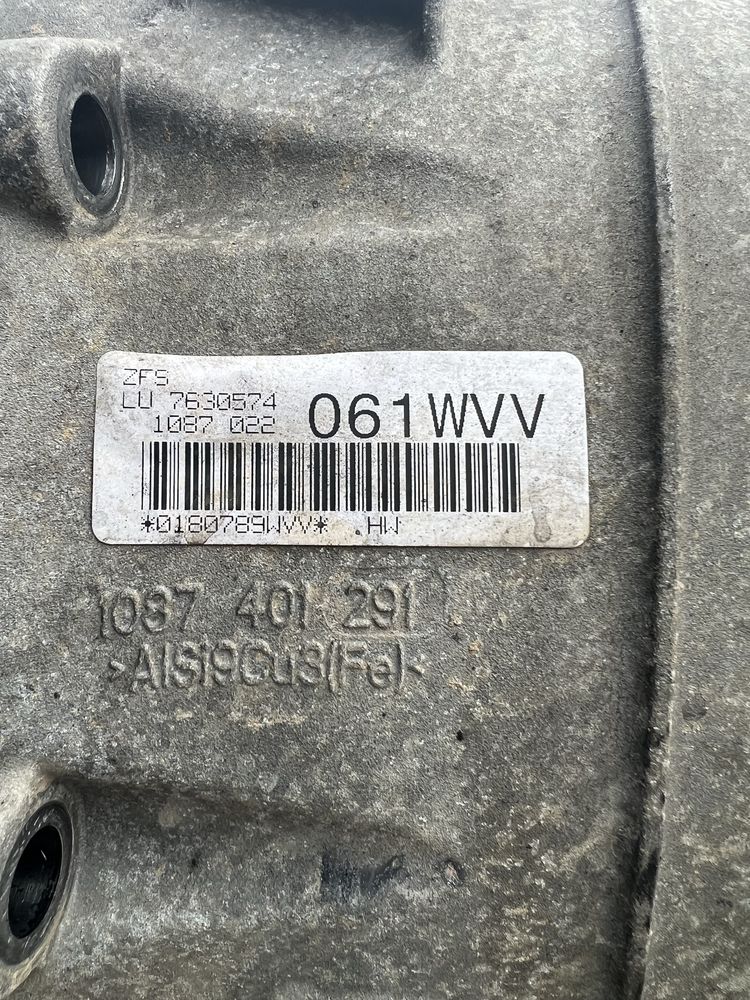 ZFS
LU 7630574
1087 022
061WVV
*0180789WVV* HW
1087 401 291
>AlSi9Cu3(Fe)<